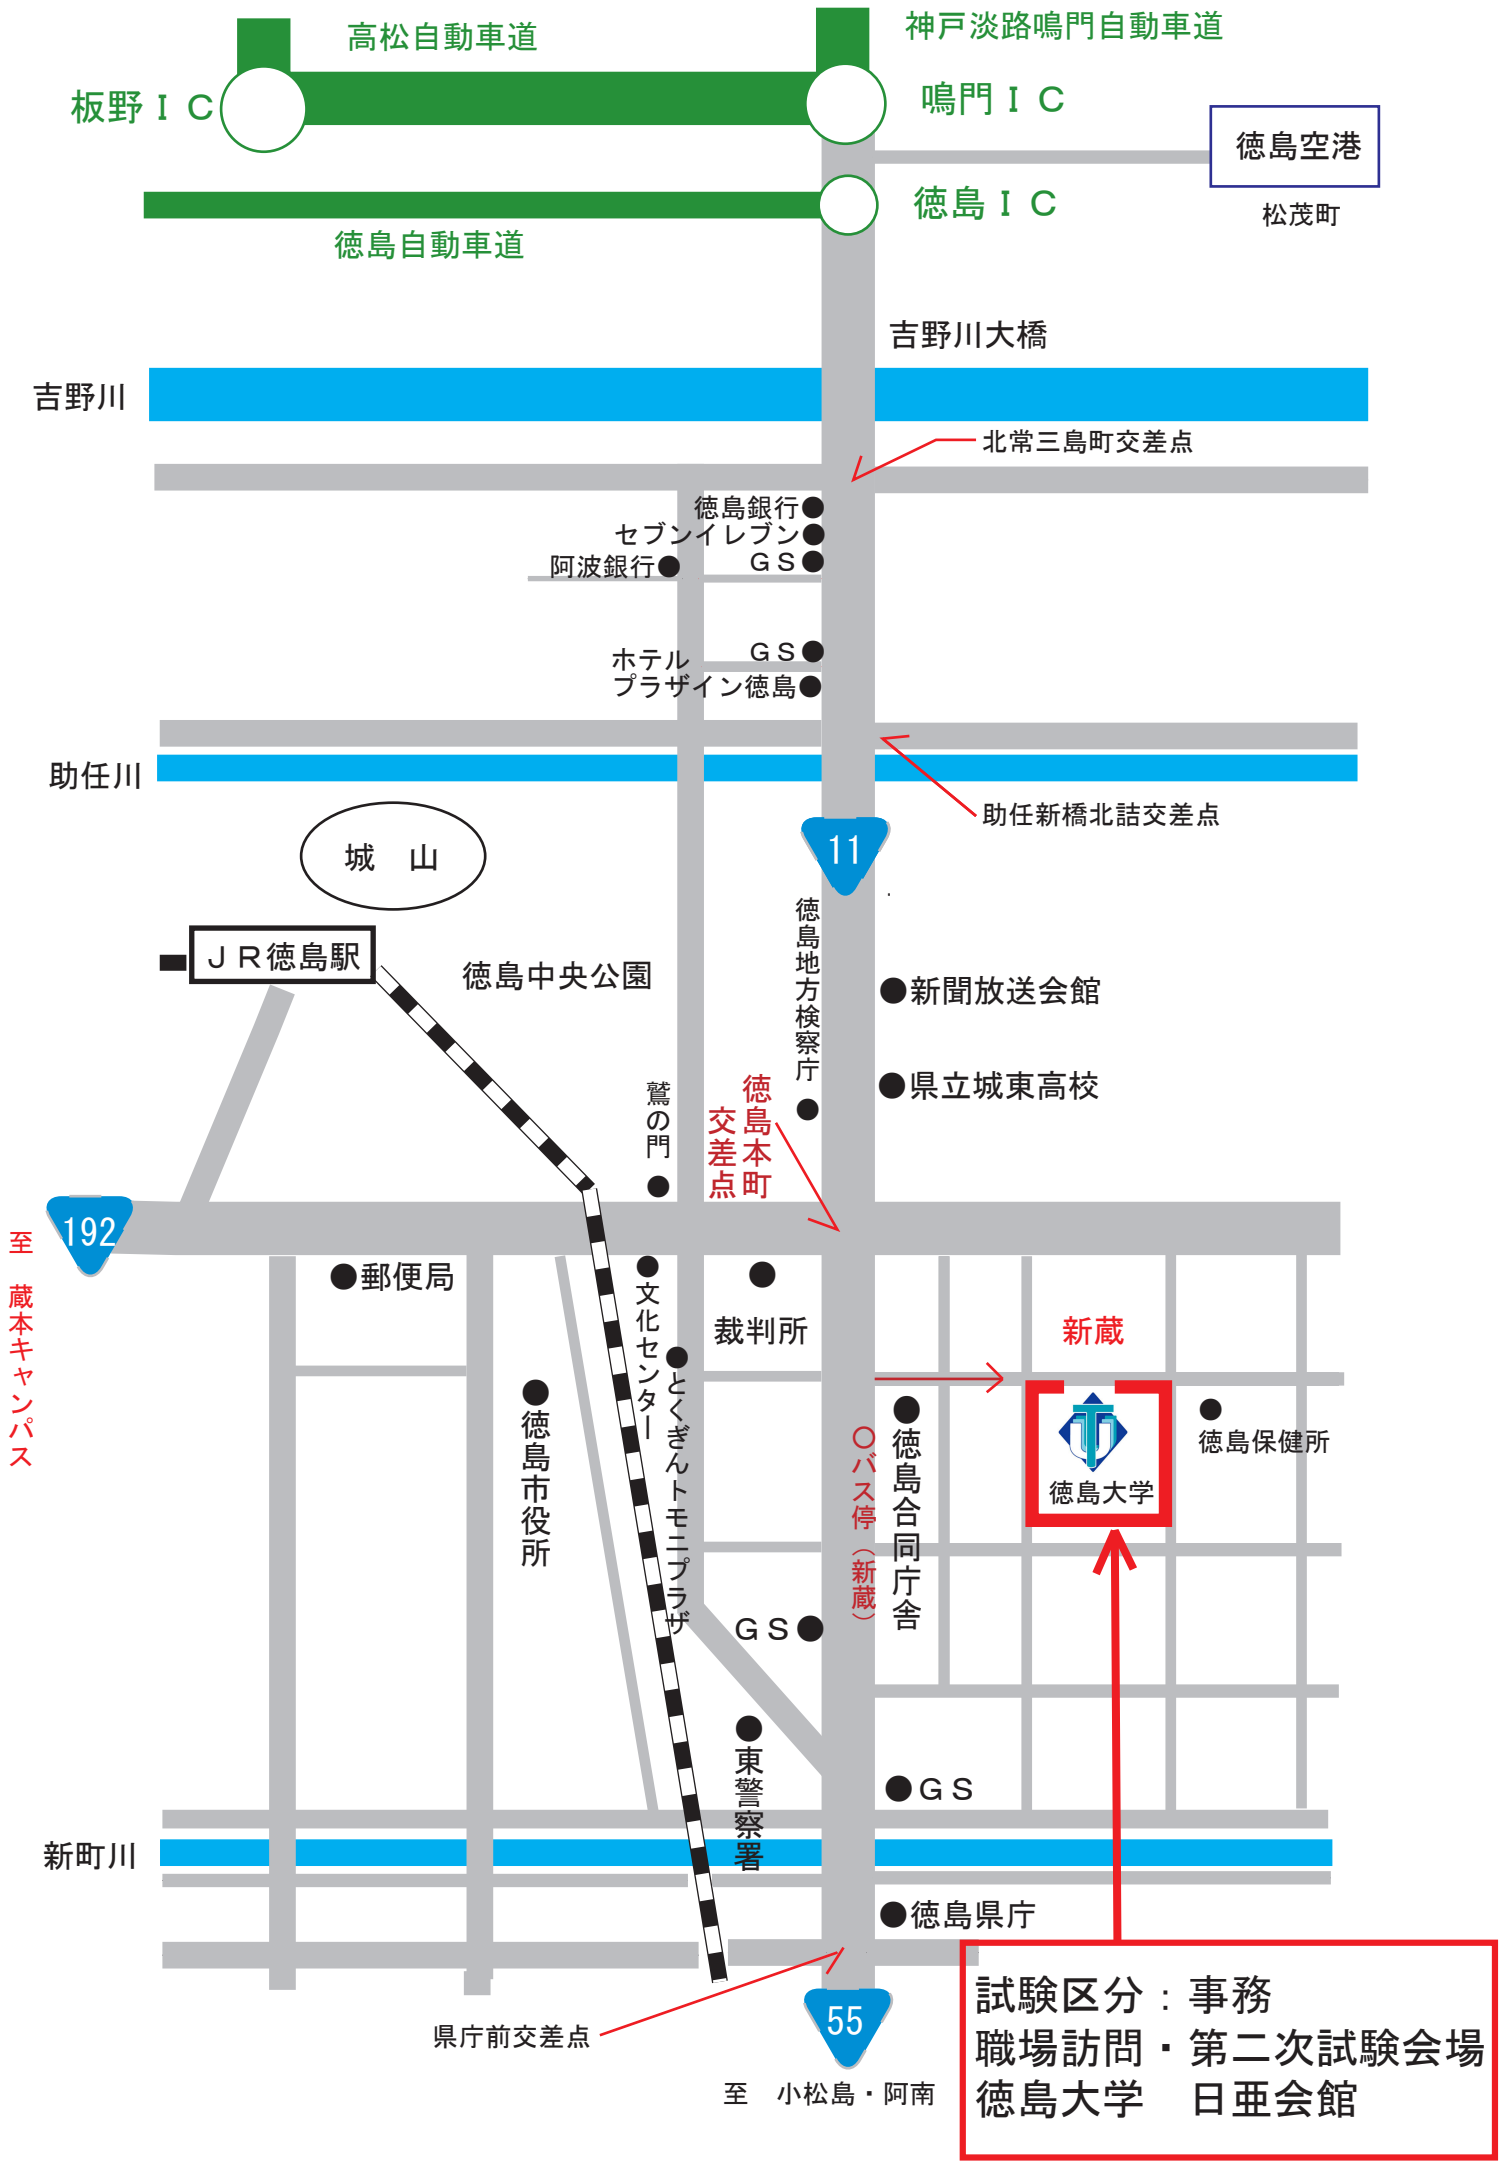 高松自動車道
神戸淡路鳴門自動車道
板野ＩＣ
鳴門ＩＣ
徳島空港
徳島ＩＣ
松茂町
徳島自動車道
吉野川大橋
吉野川
北常三島町交差点
徳島銀行
セブンイレブン
阿波銀行
ＧＳ
ＧＳ
ホテル
プラザイン徳島
助任川
助任新橋北詰交差点
11
城　山
ＪＲ徳島駅
徳島中央公園
徳島地方検察庁
新聞放送会館
県立城東高校
鷲の門
徳島本町
交差点
192
至　蔵本キャンパス
郵便局
文化センター
裁判所
新蔵
とくぎんトモニプラザ
徳島市役所
○バス停（新蔵）
徳島合同庁舎
徳島大学
徳島保健所
ＧＳ
東警察署
ＧＳ
新町川
徳島県庁
県庁前交差点
55
至　小松島・阿南
試験区分：事務
職場訪問・第二次試験会場
徳島大学　日亜会館